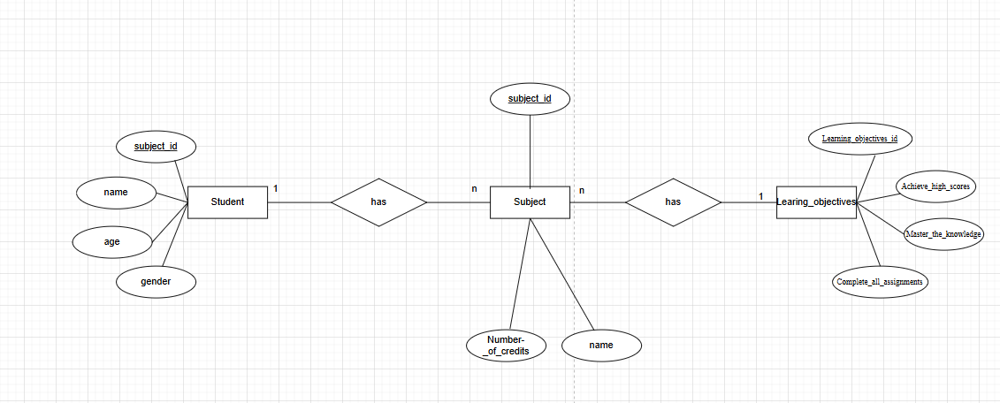 subject_id
subject_id
Learning_objectives_id
name
Achieve_high_scores
1
n
n
1
Student
has
Subject
has
Learing_objectives
age
Master_the_knowledge
gender
Complete_all_assignments
Number-
_of_credits
name